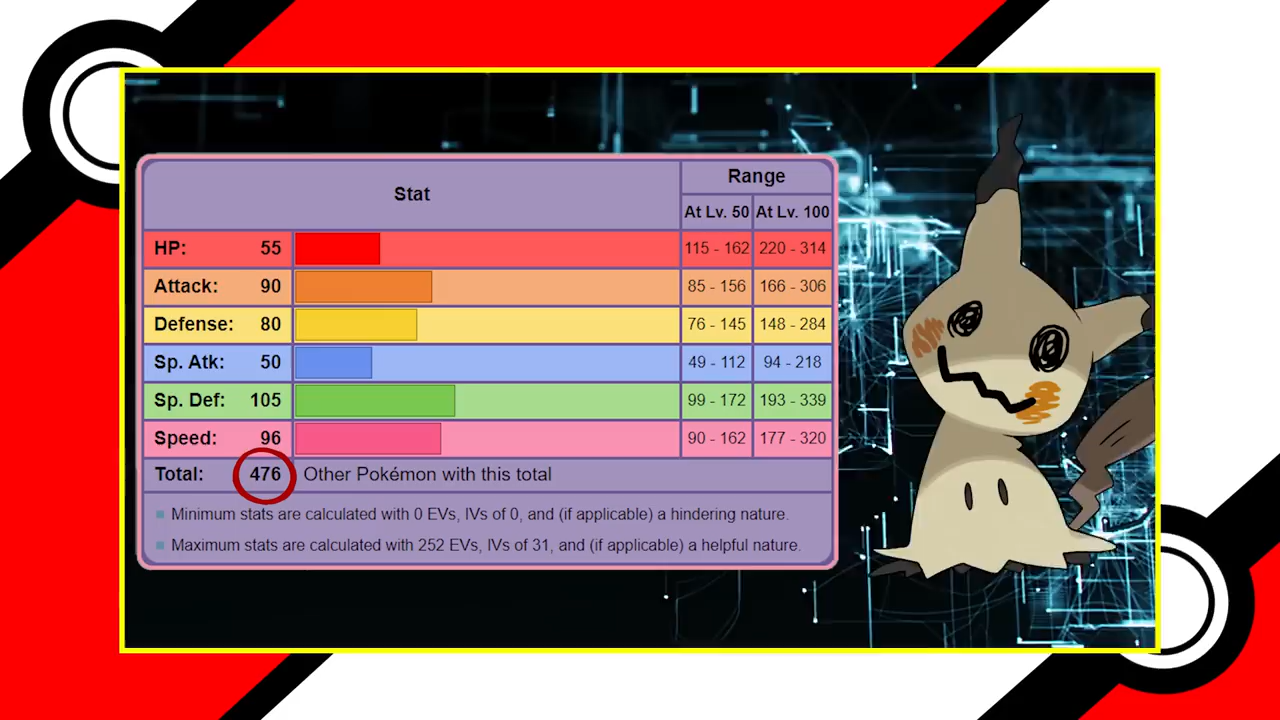 Stat Range
At Lv. 50 At Lv. 100
HP: 55 115 - 162 220 - 314
Attack: 90 85 - 156 166 - 306
Defense: 80 76 - 145 148 - 284
Sp. Atk: 50 49 - 112 94 - 218
Sp. Def: 105 99 - 172 193 - 339
Speed: 96 90 - 162 177 - 320
Total: 476 Other Pokémon with this total
Minimum stats are calculated with 0 EVs, IVs of 0, and (if applicable) a hindering nature.
Maximum stats are calculated with 252 EVs, IVs of 31, and (if applicable) a helpful nature.